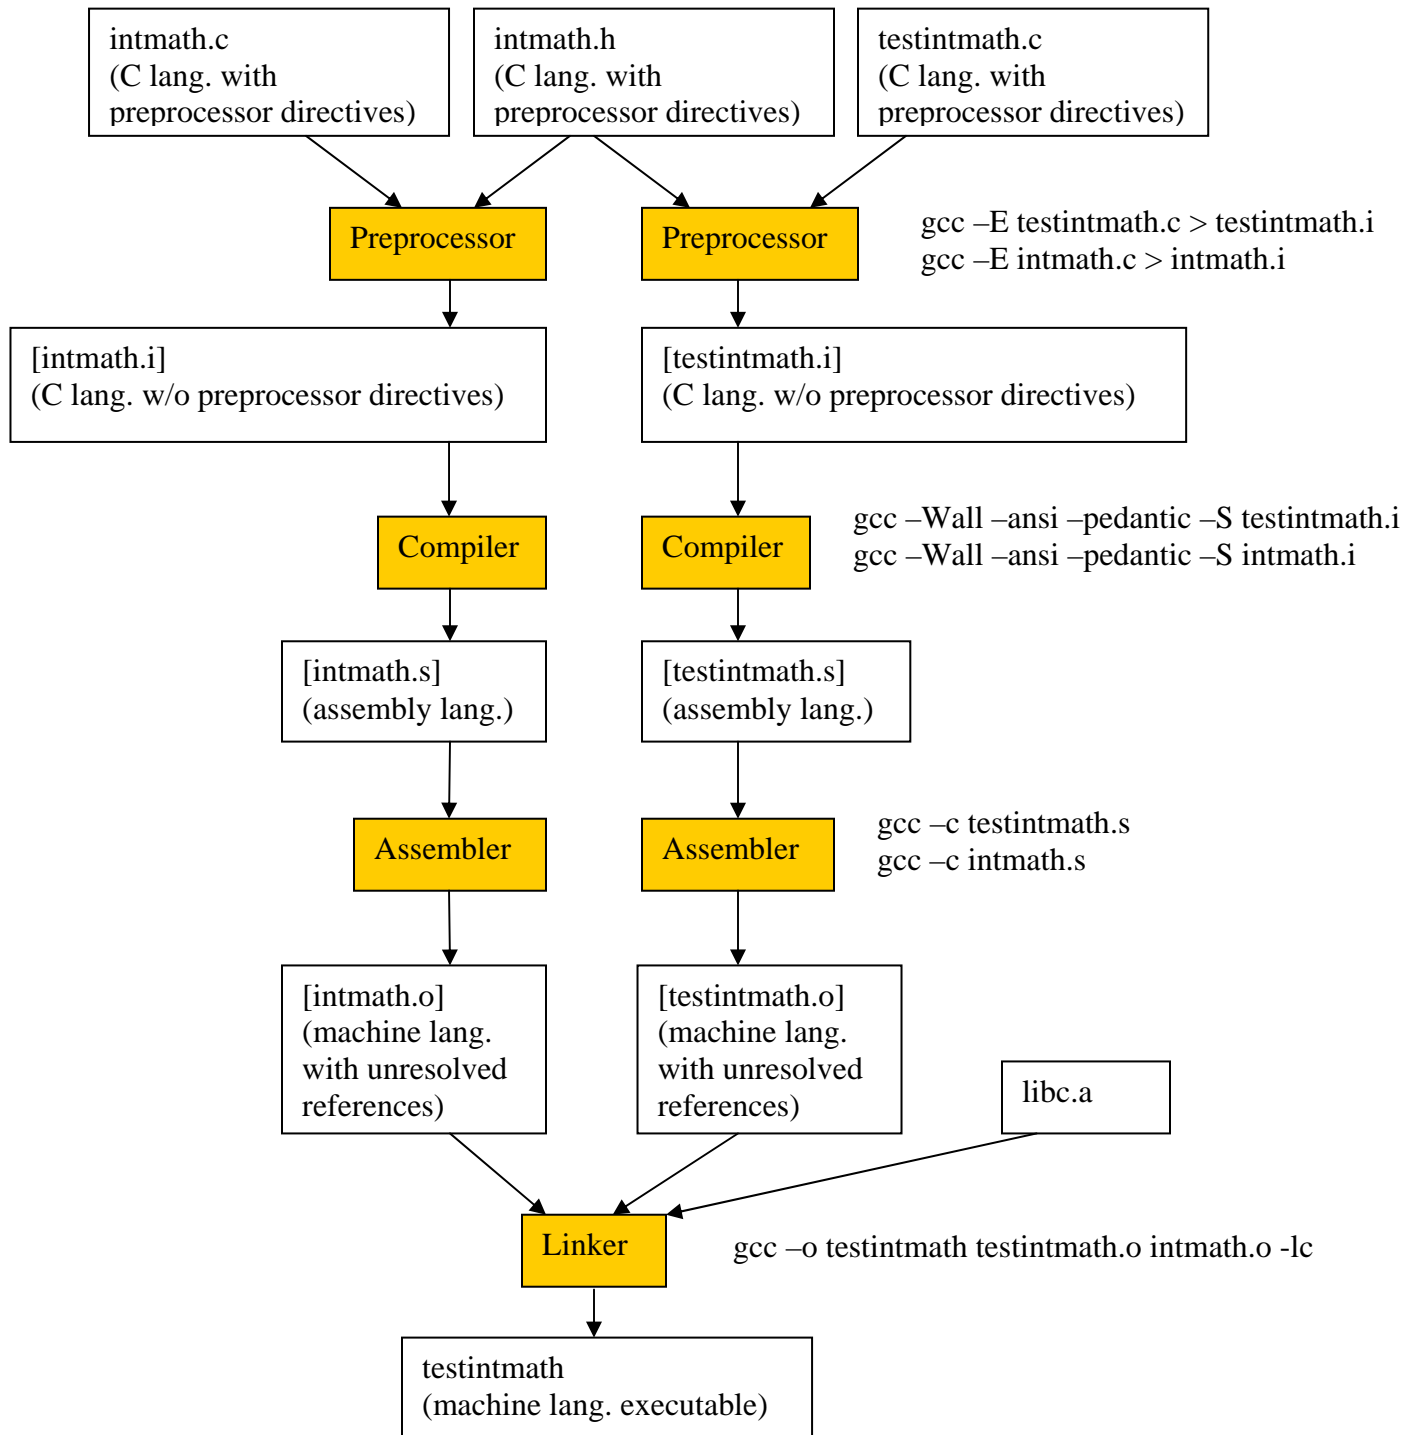 intmath.c
(C lang. with
preprocessor directives)
intmath.h
(C lang. with
preprocessor directives)
testintmath.c
(C lang. with
preprocessor directives)
Preprocessor
Preprocessor
gcc –E testintmath.c > testintmath.i
gcc –E intmath.c > intmath.i
[intmath.i]
(C lang. w/o preprocessor directives)
[testintmath.i]
(C lang. w/o preprocessor directives)
Compiler
Compiler
gcc –Wall –ansi –pedantic –S testintmath.i
gcc –Wall –ansi –pedantic –S intmath.i
[intmath.s]
(assembly lang.)
[testintmath.s]
(assembly lang.)
Assembler
Assembler
gcc –c testintmath.s
gcc –c intmath.s
[intmath.o]
(machine lang.
with unresolved
references)
[testintmath.o]
(machine lang.
with unresolved
references)
libc.a
Linker
gcc –o testintmath testintmath.o intmath.o -lc
testintmath
(machine lang. executable)